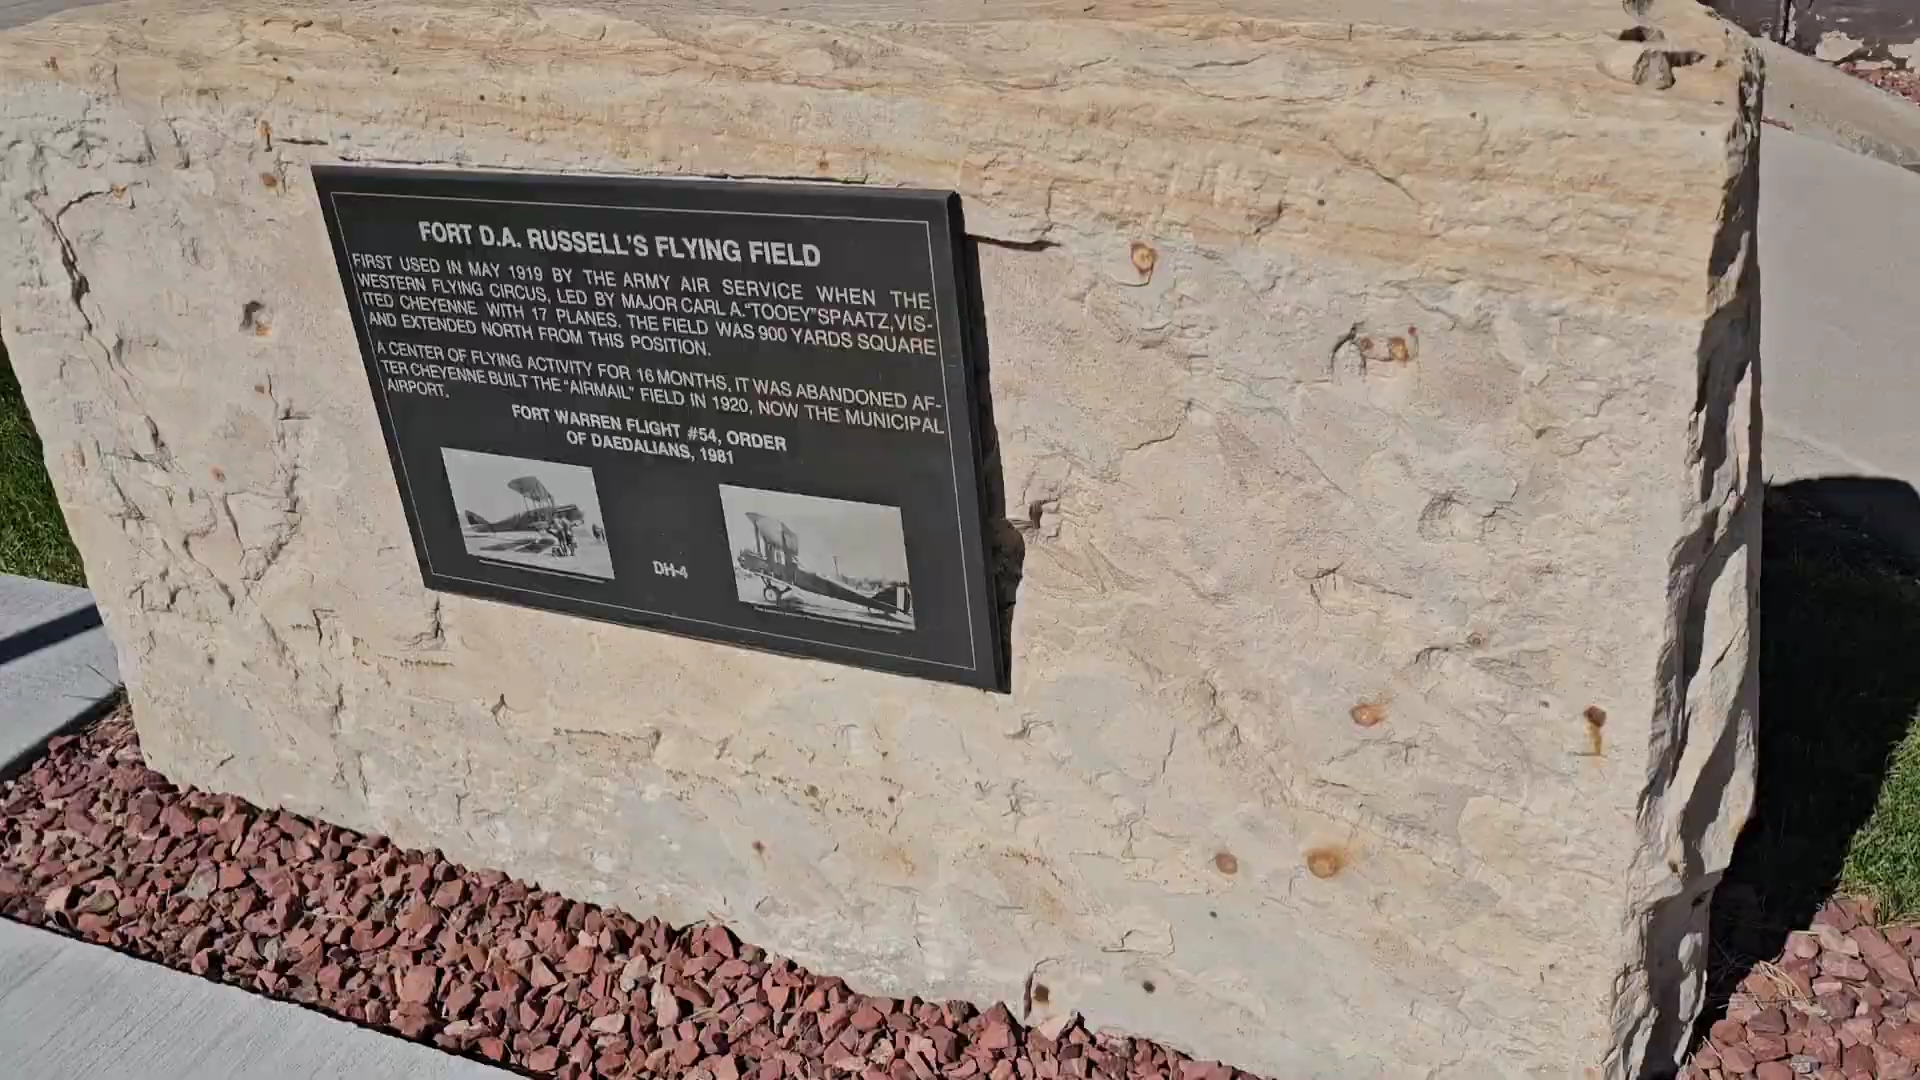 FORT D.A. RUSSELL'S FLYING FIELD
FIRST USED IN MAY 1919 BY THE ARMY AIR SERVICE WHEN THE
WESTERN FLYING CIRCUS, LED BY MAJOR CARL A. "TOOEY" SPAATZ, VIS-
ITED CHEYENNE WITH 17 PLANES. THE FIELD WAS 900 YARDS SQUARE
AND EXTENDED NORTH FROM THIS POSITION.
A CENTER OF FLYING ACTIVITY FOR 16 MONTHS, IT WAS ABANDONED AF-
TER CHEYENNE BUILT THE "AIRMAIL" FIELD IN 1920, NOW THE MUNICIPAL
AIRPORT.
FORT WARREN FLIGHT #54, ORDER
OF DAEDALIANS, 1981
DH-4